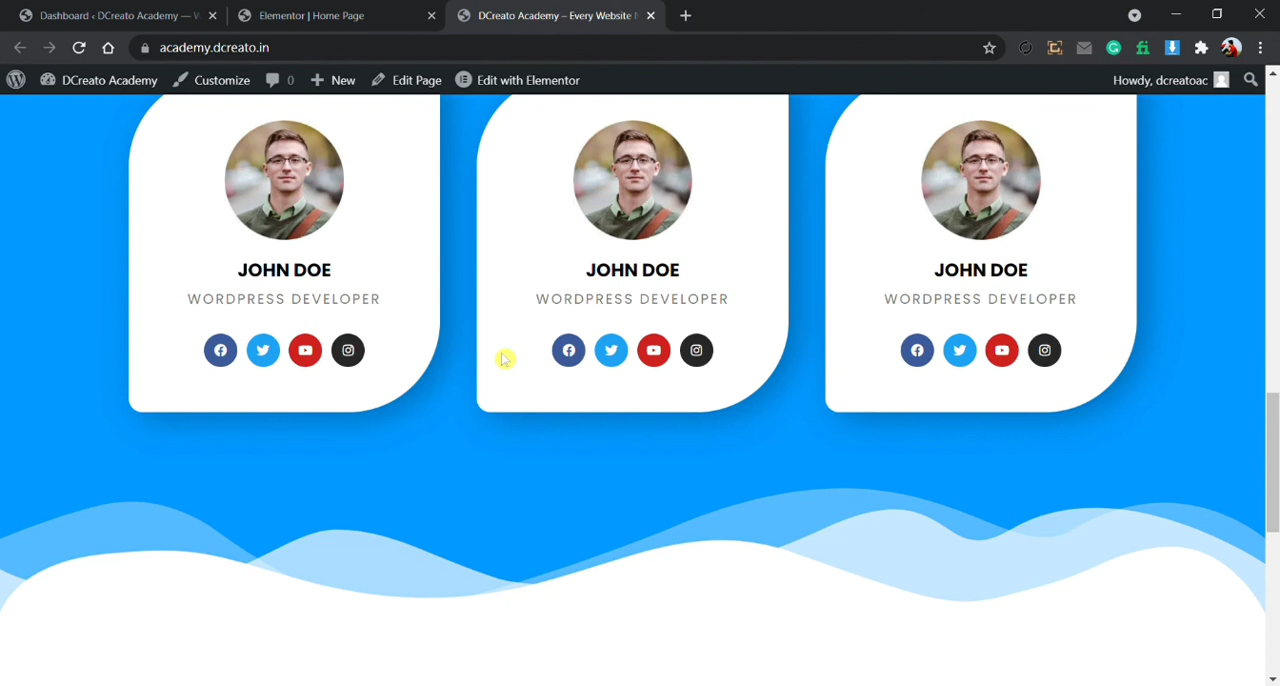 Dashboard ‹ DCreato Academy — W
Elementor | Home Page
DCreato Academy – Every Website N
academy.dcreato.in
DCreato Academy
Customize
0
New
Edit Page
Edit with Elementor
Howdy, dcreatoac
JOHN DOE
WORDPRESS DEVELOPER
JOHN DOE
WORDPRESS DEVELOPER
JOHN DOE
WORDPRESS DEVELOPER